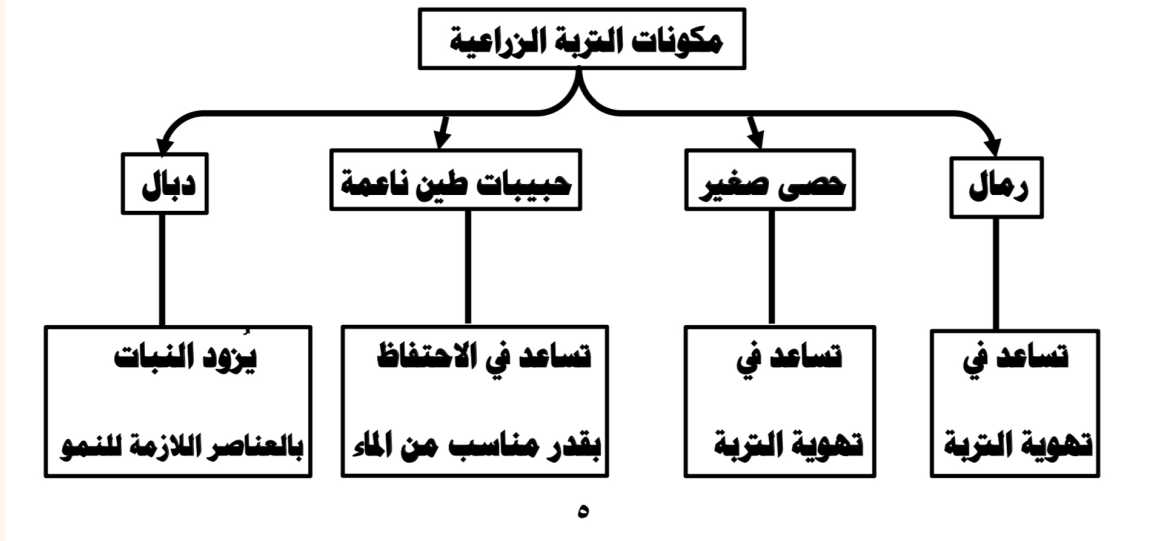 مكونات التربة الزراعية
رمال
حصى صغير
حبيبات طين ناعمة
دبال
تساعد في
تهوية التربة
تساعد في
تهوية التربة
تساعد في الاحتفاظ
بقدر مناسب من الماء
يُزود النبات
بالعناصر اللازمة للنمو
٥